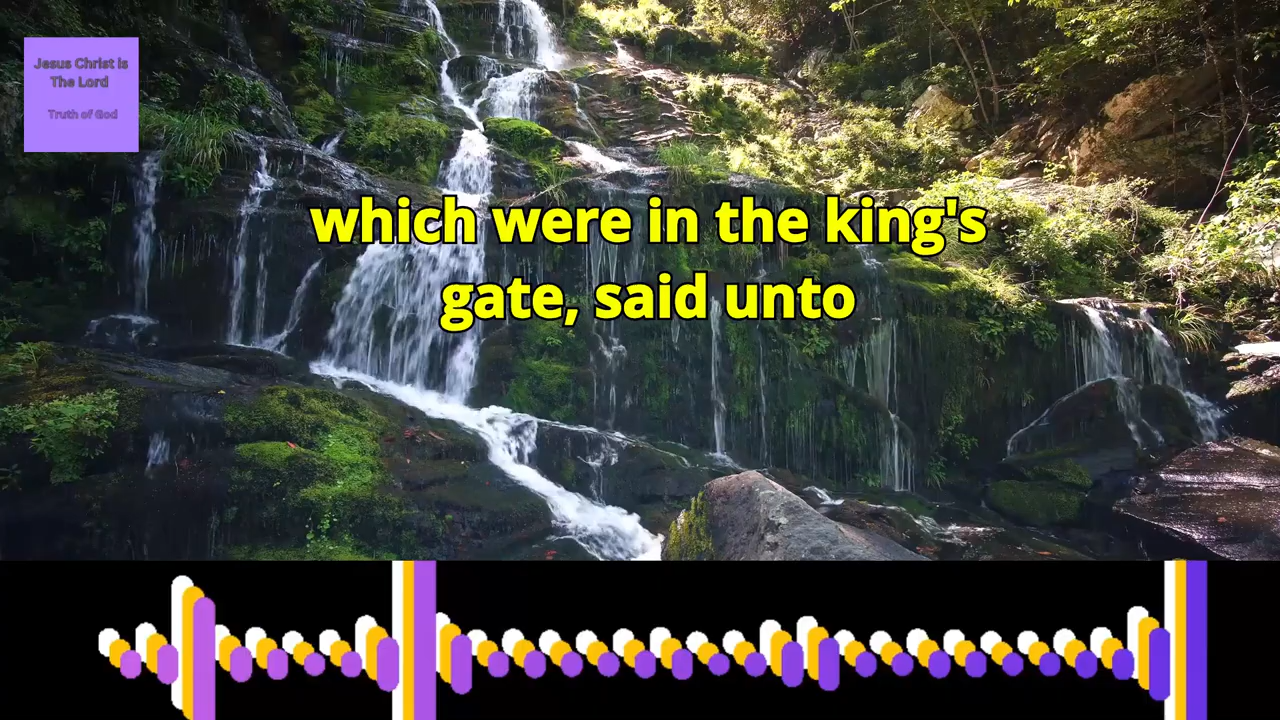 Jesus Christ is
The Lord
Truth of God
which were in the king's
gate, said unto